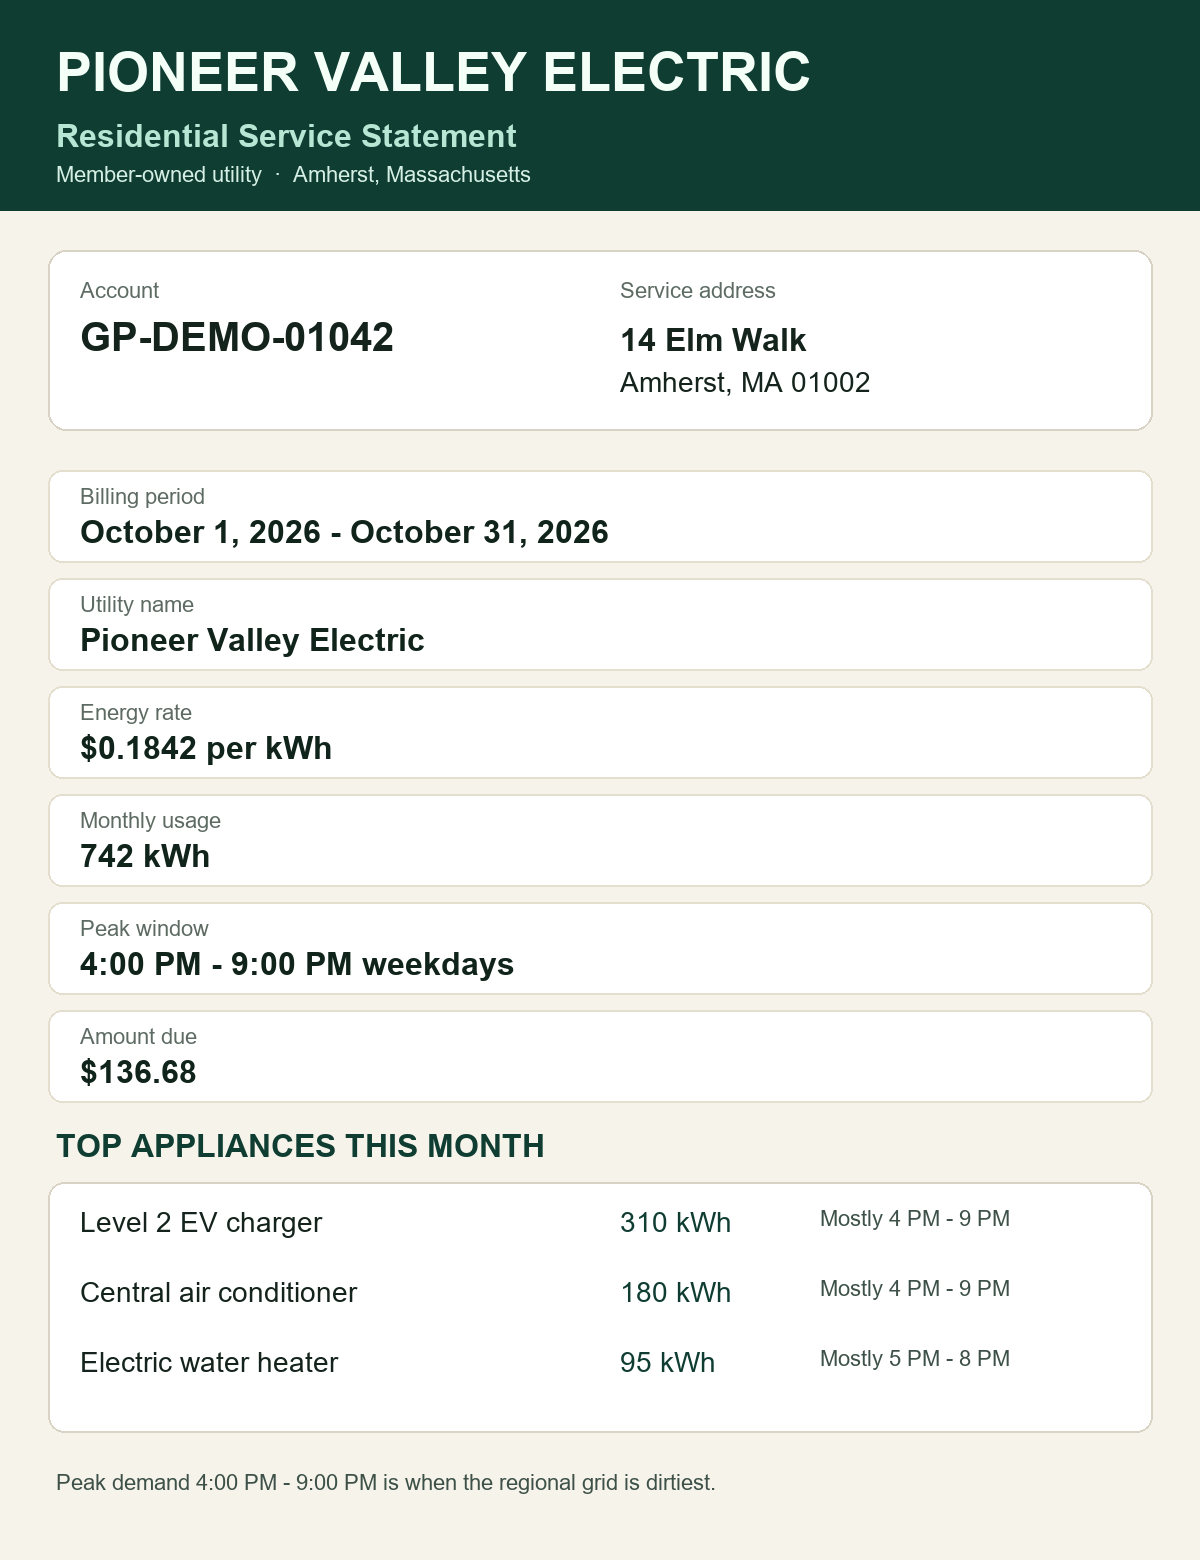 PIONEER VALLEY ELECTRIC
Residential Service Statement
Member-owned utility · Amherst, Massachusetts
Account
GP-DEMO-01042
Service address
14 Elm Walk
Amherst, MA 01002
Billing period
October 1, 2026 - October 31, 2026
Utility name
Pioneer Valley Electric
Energy rate
$0.1842 per kWh
Monthly usage
742 kWh
Peak window
4:00 PM - 9:00 PM weekdays
Amount due
$136.68
TOP APPLIANCES THIS MONTH
Level 2 EV charger 310 kWh Mostly 4 PM - 9 PM
Central air conditioner 180 kWh Mostly 4 PM - 9 PM
Electric water heater 95 kWh Mostly 5 PM - 8 PM
Peak demand 4:00 PM - 9:00 PM is when the regional grid is dirtiest.